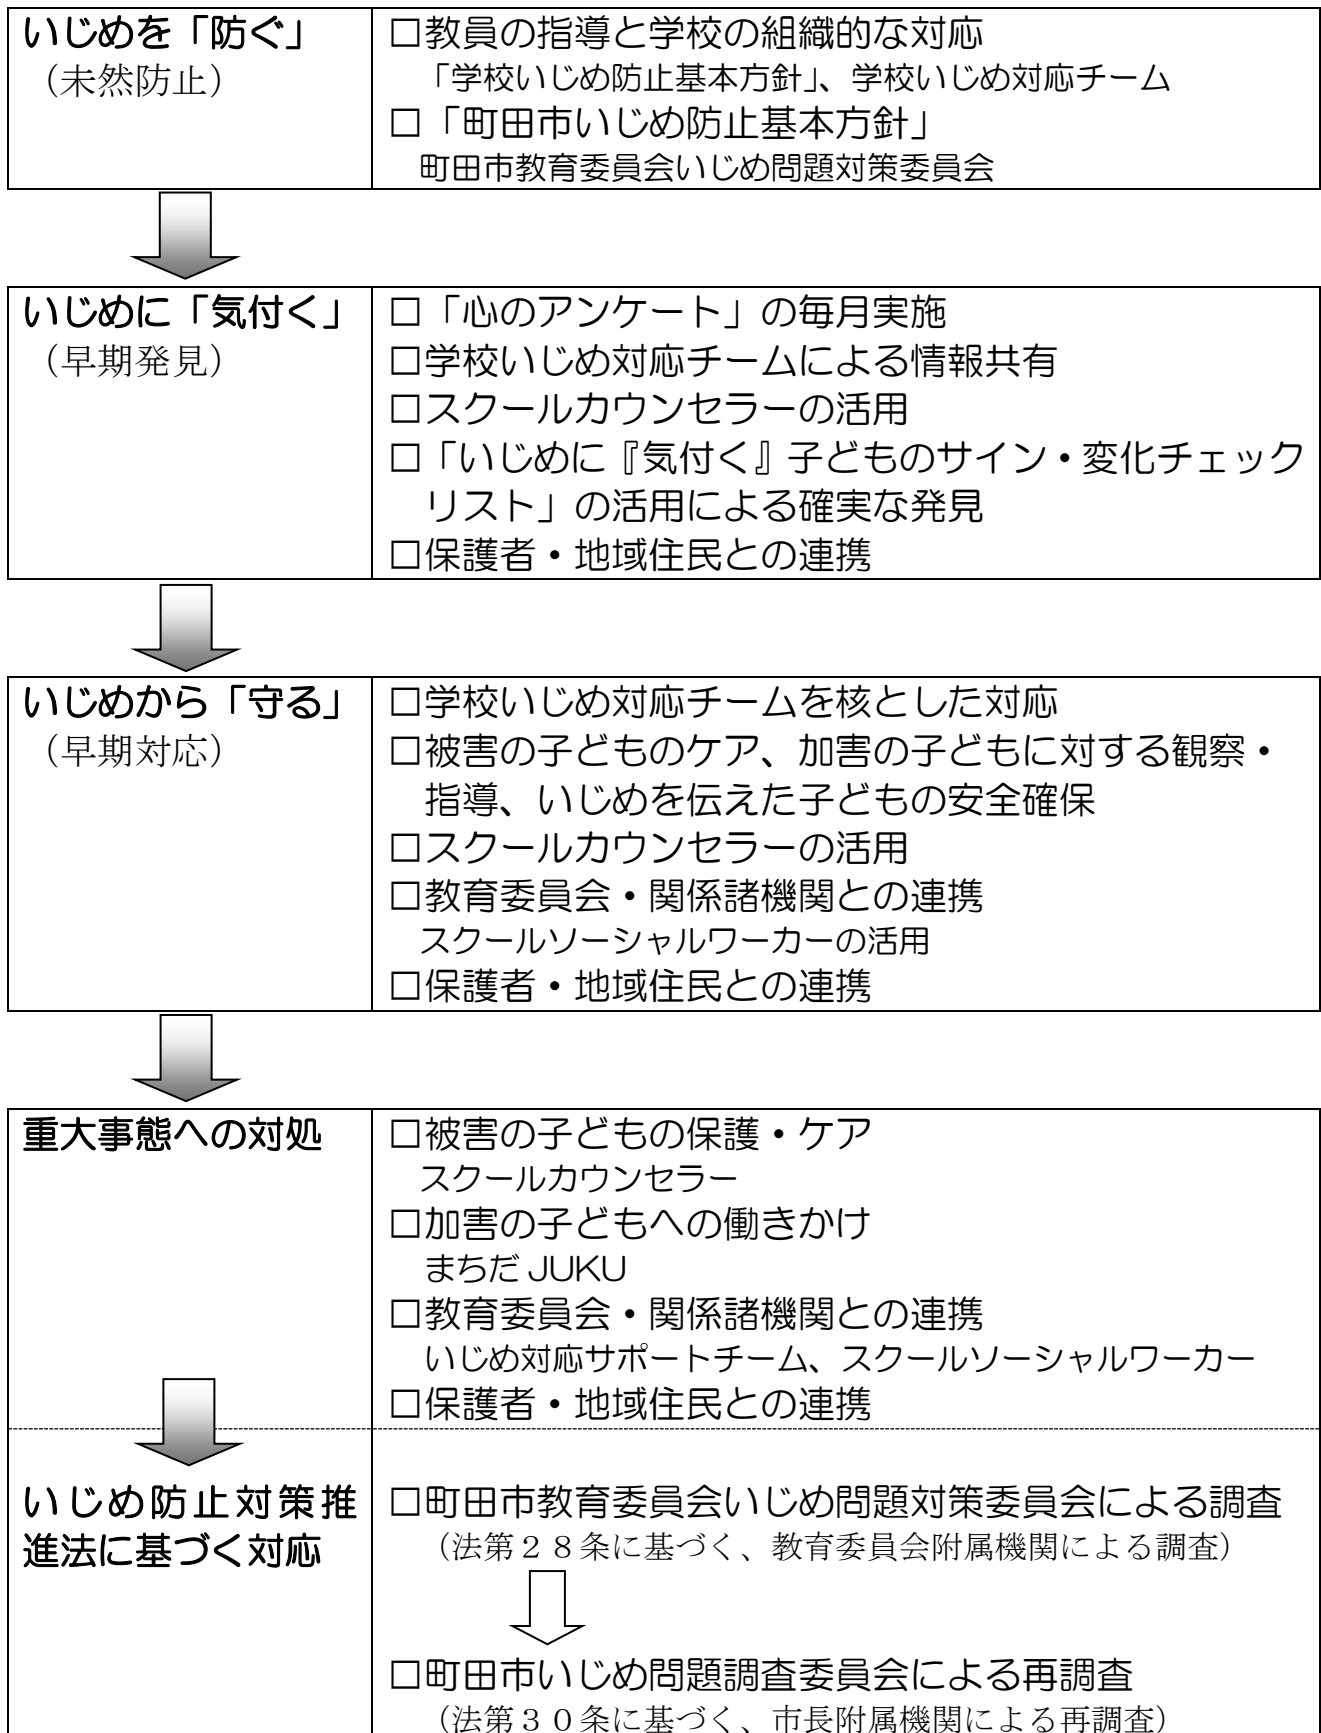 いじめを「防ぐ」
（未然防止）
□教員の指導と学校の組織的な対応
「学校いじめ防止基本方針」、学校いじめ対応チーム
□「町田市いじめ防止基本方針」
町田市教育委員会いじめ問題対策委員会
いじめに「気付く」
（早期発見）
□「心のアンケート」の毎月実施
□学校いじめ対応チームによる情報共有
□スクールカウンセラーの活用
□「いじめに『気付く』子どものサイン・変化チェック
リスト」の活用による確実な発見
□保護者・地域住民との連携
いじめから「守る」
（早期対応）
□学校いじめ対応チームを核とした対応
□被害の子どものケア、加害の子どもに対する観察・
指導、いじめを伝えた子どもの安全確保
□スクールカウンセラーの活用
□教育委員会・関係諸機関との連携
スクールソーシャルワーカーの活用
□保護者・地域住民との連携
重大事態への対処
□被害の子どもの保護・ケア
スクールカウンセラー
□加害の子どもへの働きかけ
まちだJUKU
□教育委員会・関係諸機関との連携
いじめ対応サポートチーム、スクールソーシャルワーカー
□保護者・地域住民との連携
いじめ防止対策推
進法に基づく対応
□町田市教育委員会いじめ問題対策委員会による調査
（法第２８条に基づく、教育委員会附属機関による調査）
□町田市いじめ問題調査委員会による再調査
（法第３０条に基づく、市長附属機関による再調査）